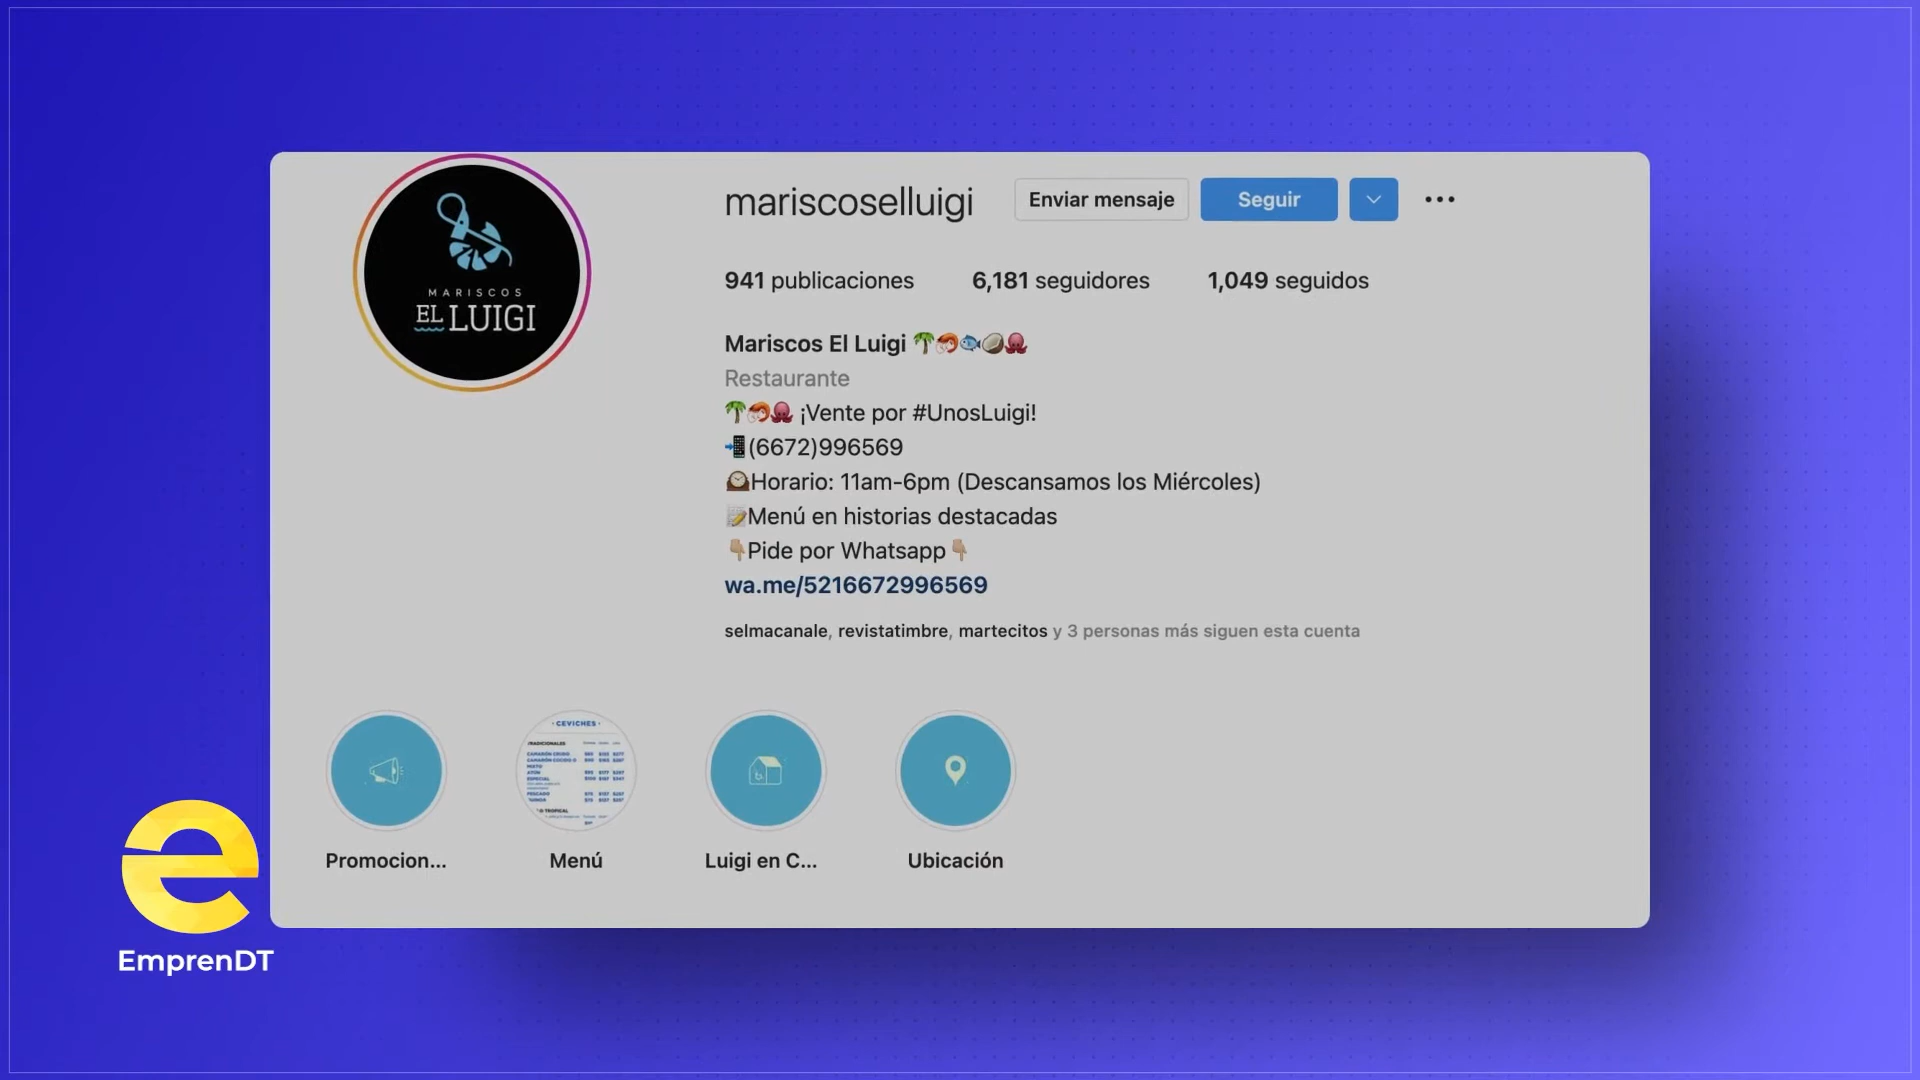 mariscoselluigi
Enviar mensaje
Seguir
941 publicaciones
6,181 seguidores
1,049 seguidos
MARISCOS
EL LUIGI
Mariscos El Luigi 🌴🦐🐟🥥🐙
Restaurante
🌴🦐🐙 ¡Vente por #UnosLuigi!
📲(6672)996569
🕰Horario: 11am-6pm (Descansamos los Miércoles)
📝Menú en historias destacadas
👇🏼Pide por Whatsapp👇🏼
wa.me/5216672996569
selmacanale, revistatimbre, martecitos y 3 personas más siguen esta cuenta
· CEVICHES ·
Promocion...
Menú
Luigi en C...
Ubicación
EmprenDT